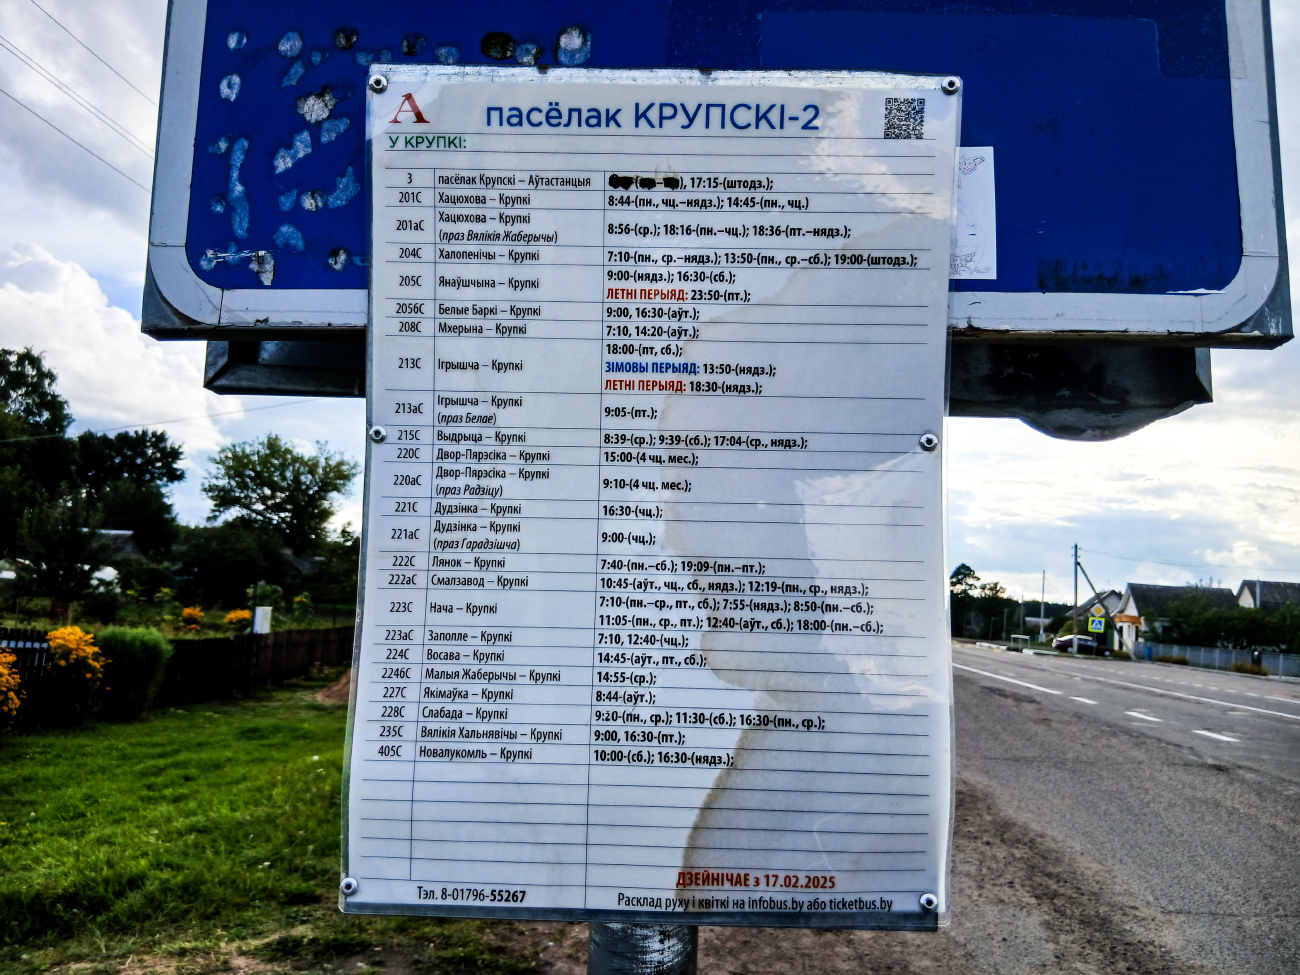 А
пасёлак КРУПСКІ-2
У КРУПКІ:
3 пасёлак Крупскі – Аўтастанцыя , 17:15-(штодз.);
201С Хацюхова – Крупкі 8:44-(пн., чц.–нядз.); 14:45-(пн., чц.)
201аС Хацюхова – Крупкі
(праз Вялікія Жаберычы) 8:56-(ср.); 18:16-(пн.–чц.); 18:36-(пт.–нядз.);
204С Халопенічы – Крупкі 7:10-(пн., ср.–нядз.); 13:50-(пн., ср.–сб.); 19:00-(штодз.);
205С Янаўшчына – Крупкі 9:00-(нядз.); 16:30-(сб.);
ЛЕТНІ ПЕРЫЯД: 23:50-(пт.);
205бС Белые Баркі – Крупкі 9:00, 16:30-(аўт.);
208С Мхерына – Крупкі 7:10, 14:20-(аўт.);
213С Ігрышча – Крупкі 18:00-(пт, сб.);
ЗІМОВЫ ПЕРЫЯД: 13:50-(нядз.);
ЛЕТНІ ПЕРЫЯД: 18:30-(нядз.);
213аС Ігрышча – Крупкі
(праз Белае) 9:05-(пт.);
215С Выдрыца – Крупкі 8:39-(ср.); 9:39-(сб.); 17:04-(ср., нядз.);
220С Двор-Пярэсіка – Крупкі 15:00-(4 чц. мес.);
220аС Двор-Пярэсіка – Крупкі
(праз Радзіцу) 9:10-(4 чц. мес.);
221С Дудзінка – Крупкі 16:30-(чц.);
221аС Дудзінка – Крупкі
(праз Гарадзішча) 9:00-(чц.);
222С Лянок – Крупкі 7:40-(пн.–сб.); 19:09-(пн.–пт.);
222аС Смалзавод – Крупкі 10:45-(аўт., чц., сб., нядз.); 12:19-(пн., ср., нядз.);
223С Нача – Крупкі 7:10-(пн.–ср., пт., сб.); 7:55-(нядз.); 8:50-(пн.–сб.);
11:05-(пн., ср., пт.); 12:40-(аўт., сб.); 18:00-(пн.–сб.);
223аС Заполле – Крупкі 7:10, 12:40-(чц.);
224С Восава – Крупкі 14:45-(аўт., пт., сб.);
224бС Малыя Жаберычы – Крупкі 14:55-(ср.);
227С Якімаўка – Крупкі 8:44-(аўт.);
228С Слабада – Крупкі 9:20-(пн., ср.); 11:30-(сб.); 16:30-(пн., ср.);
235С Вялікія Хальнявічы – Крупкі 9:00, 16:30-(пт.);
405С Новалукомль – Крупкі 10:00-(сб.); 16:30-(нядз.);
ДЗЕЙНІЧАЕ з 17.02.2025
Тэл. 8-01796-55267
Расклад руху і квіткі на infobus.by або ticketbus.by